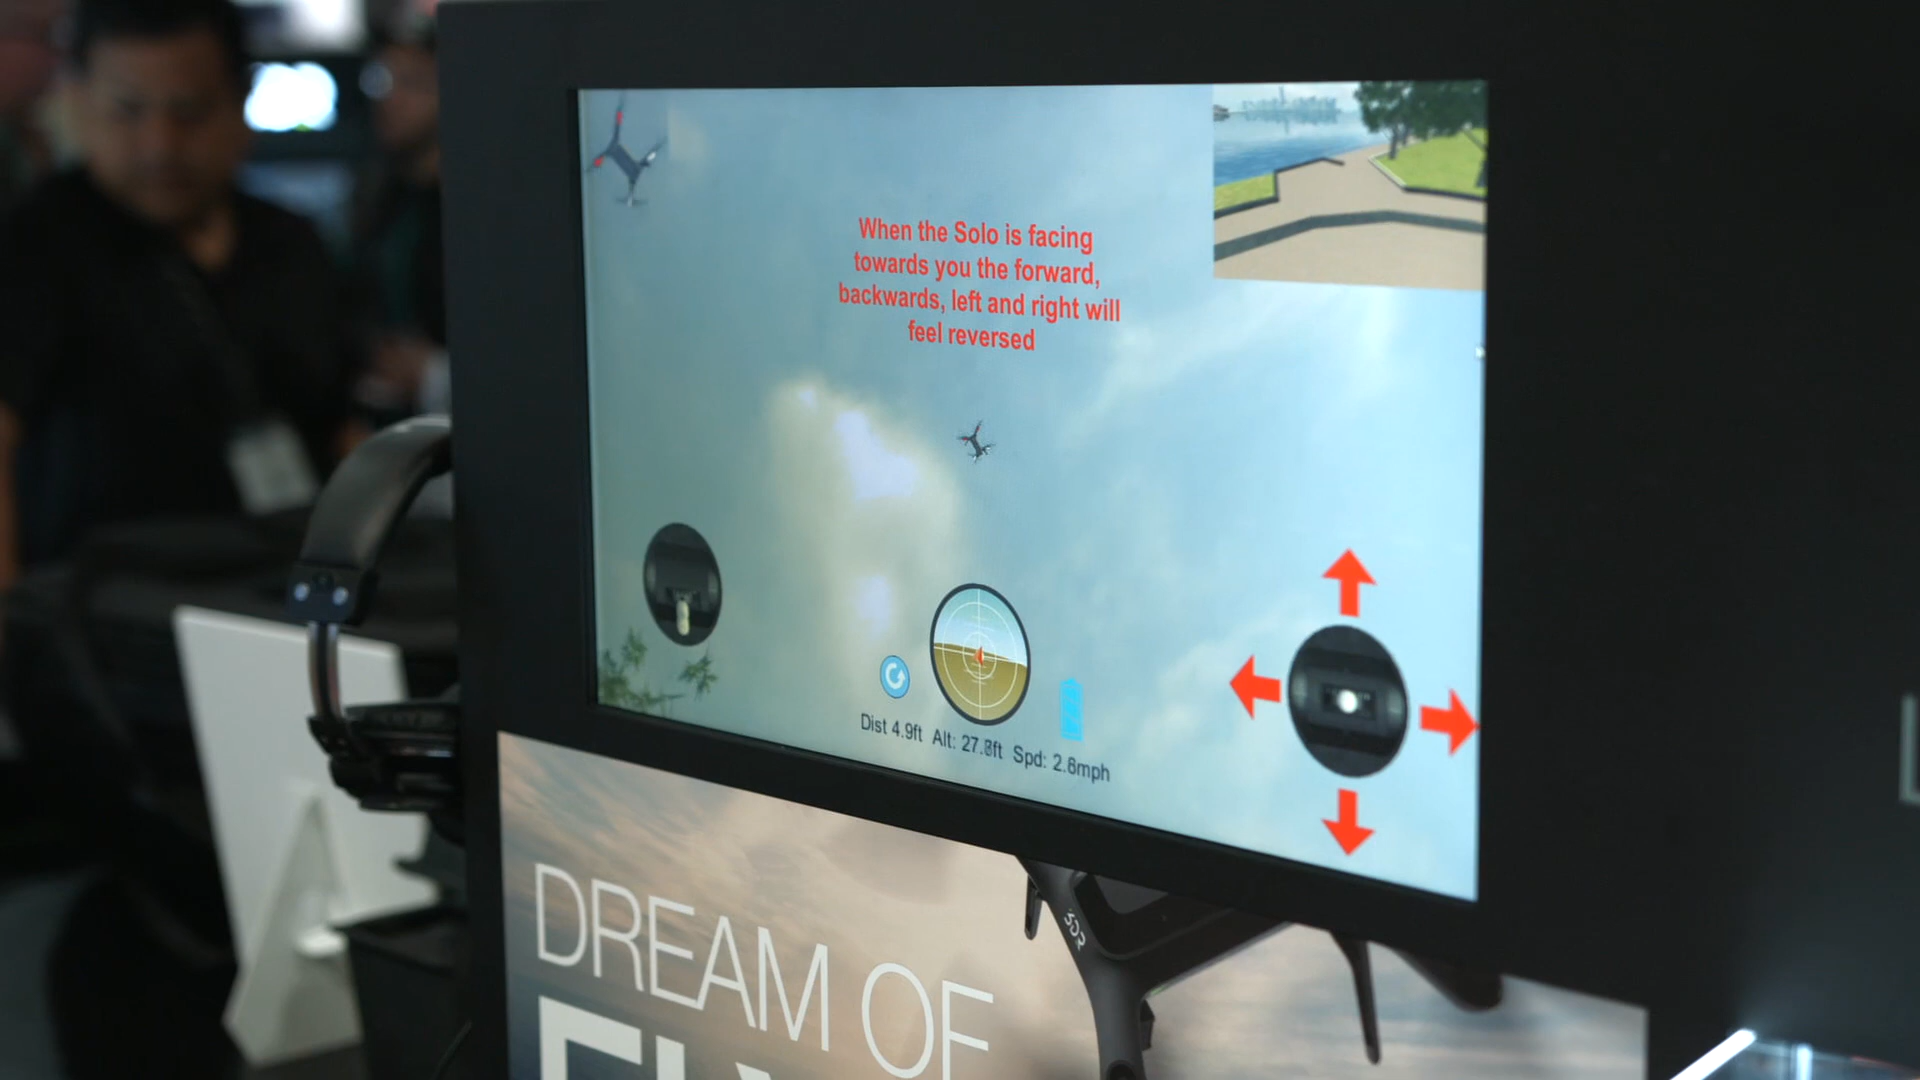 When the Solo is facing
towards you the forward,
backwards, left and right will
feel reversed
Dist 4.9ft Alt: 27.8ft Spd: 2.6mph
DREAM OF
3DR